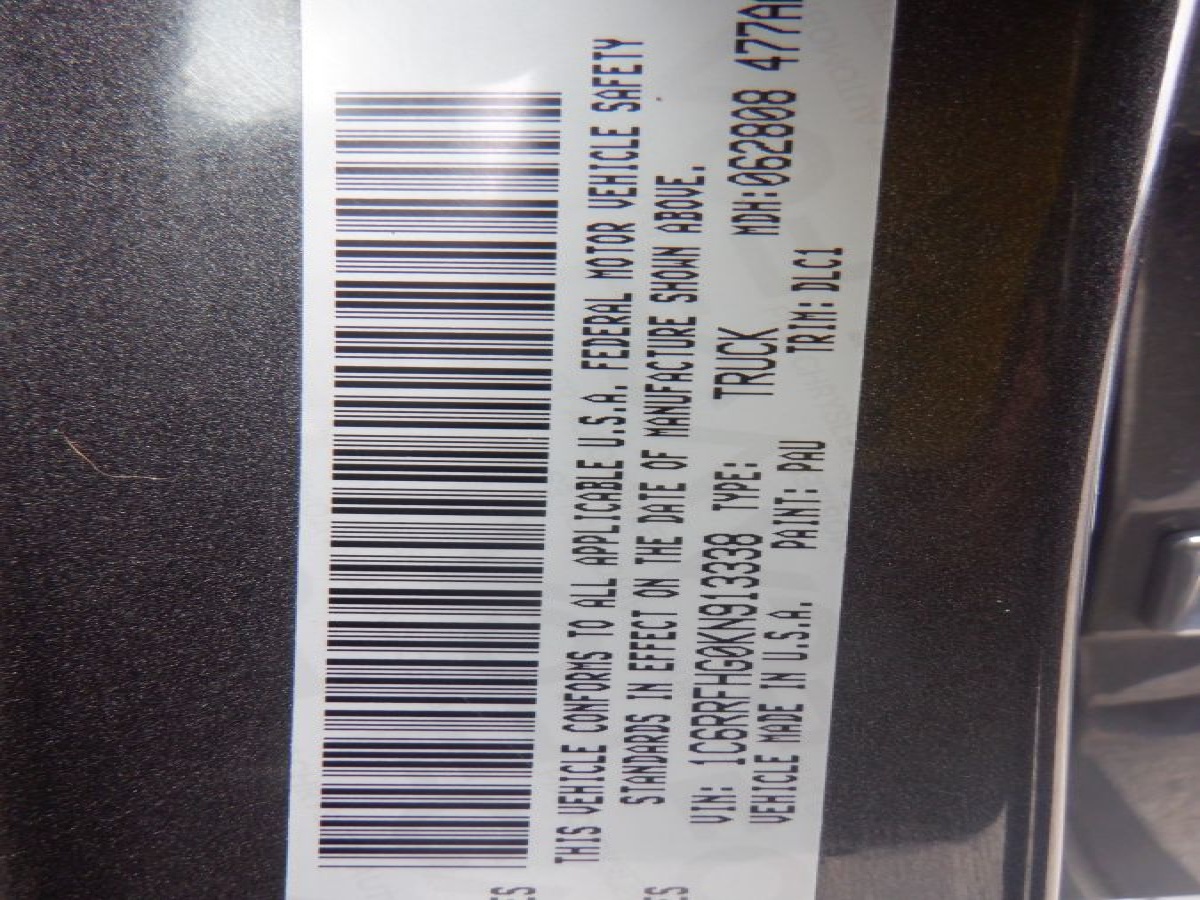 THIS VEHICLE CONFORMS TO ALL APPLICABLE U.S.A. FEDERAL MOTOR VEHICLE SAFETY
STANDARDS IN EFFECT ON THE DATE OF MANUFACTURE SHOWN ABOVE.
VIN: 1C6RRFHG0KN913338 TYPE: TRUCK MDH:062808 477A
VEHICLE MADE IN U.S.A. PAINT: PAU TRIM: DLC1